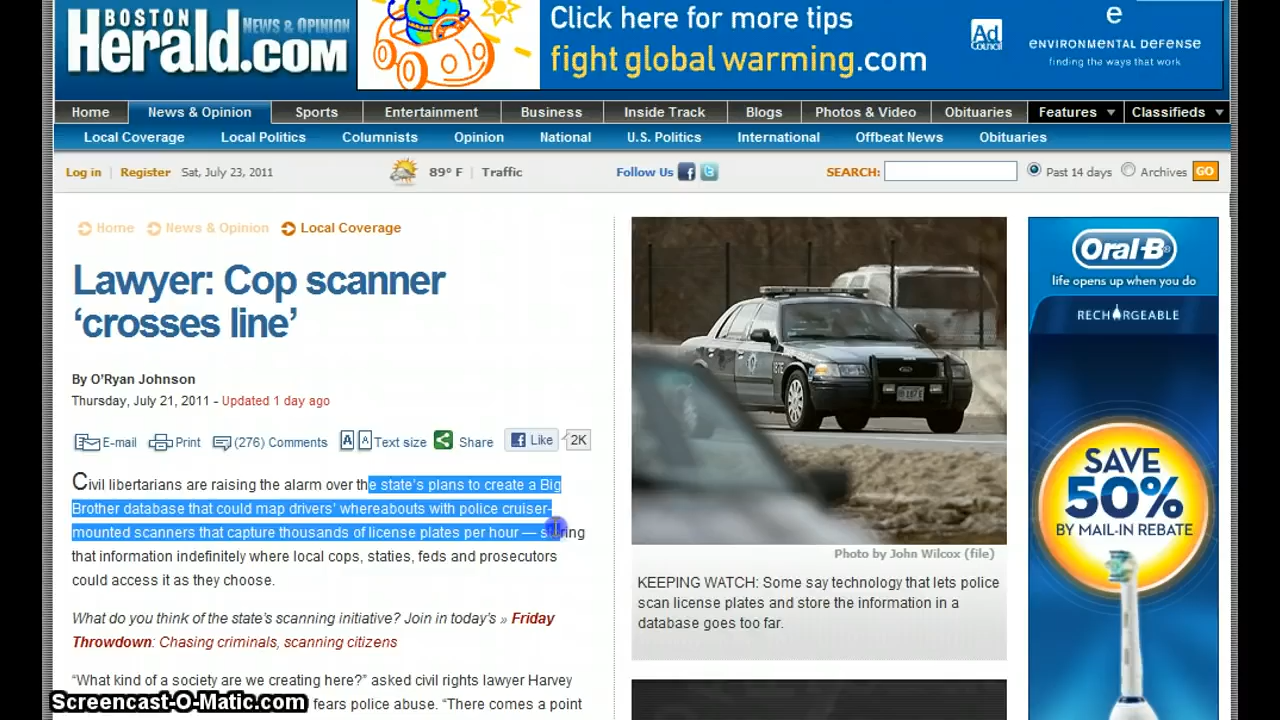 BOSTON
Herald.com
NEWS & OPINION
Click here for more tips
fightglobalwarming.com
Ad
Council
e
ENVIRONMENTAL DEFENSE
finding the ways that work
Home News & Opinion Sports Entertainment Business Inside Track Blogs Photos & Video Obituaries Features Classifieds
Local Coverage Local Politics Columnists Opinion National U.S. Politics International Offbeat News Obituaries
Log in | Register Sat, July 23, 2011 89° F | Traffic Follow Us SEARCH: Past 14 days Archives GO
Home News & Opinion Local Coverage
Lawyer: Cop scanner
‘crosses line’
By O’Ryan Johnson
Thursday, July 21, 2011 - Updated 1 day ago
E-mail Print (276) Comments A A Text size Share Like 2K
Civil libertarians are raising the alarm over the state’s plans to create a Big
Brother database that could map drivers’ whereabouts with police cruiser-
mounted scanners that capture thousands of license plates per hour —
that information indefinitely where local cops, staties, feds and prosecutors
could access it as they choose.
What do you think of the state’s scanning initiative? Join in today’s » Friday
Throwdown: Chasing criminals, scanning citizens
“What kind of a society are we creating here?” asked civil rights lawyer
fears police abuse. “There comes a point
Screencast-O-Matic.com
Photo by John Wilcox (file)
KEEPING WATCH: Some say technology that lets police
scan license plates and store the information in a
database goes too far.
Oral-B
life opens up when you do
RECHARGEABLE
SAVE
50%
BY MAIL-IN REBATE